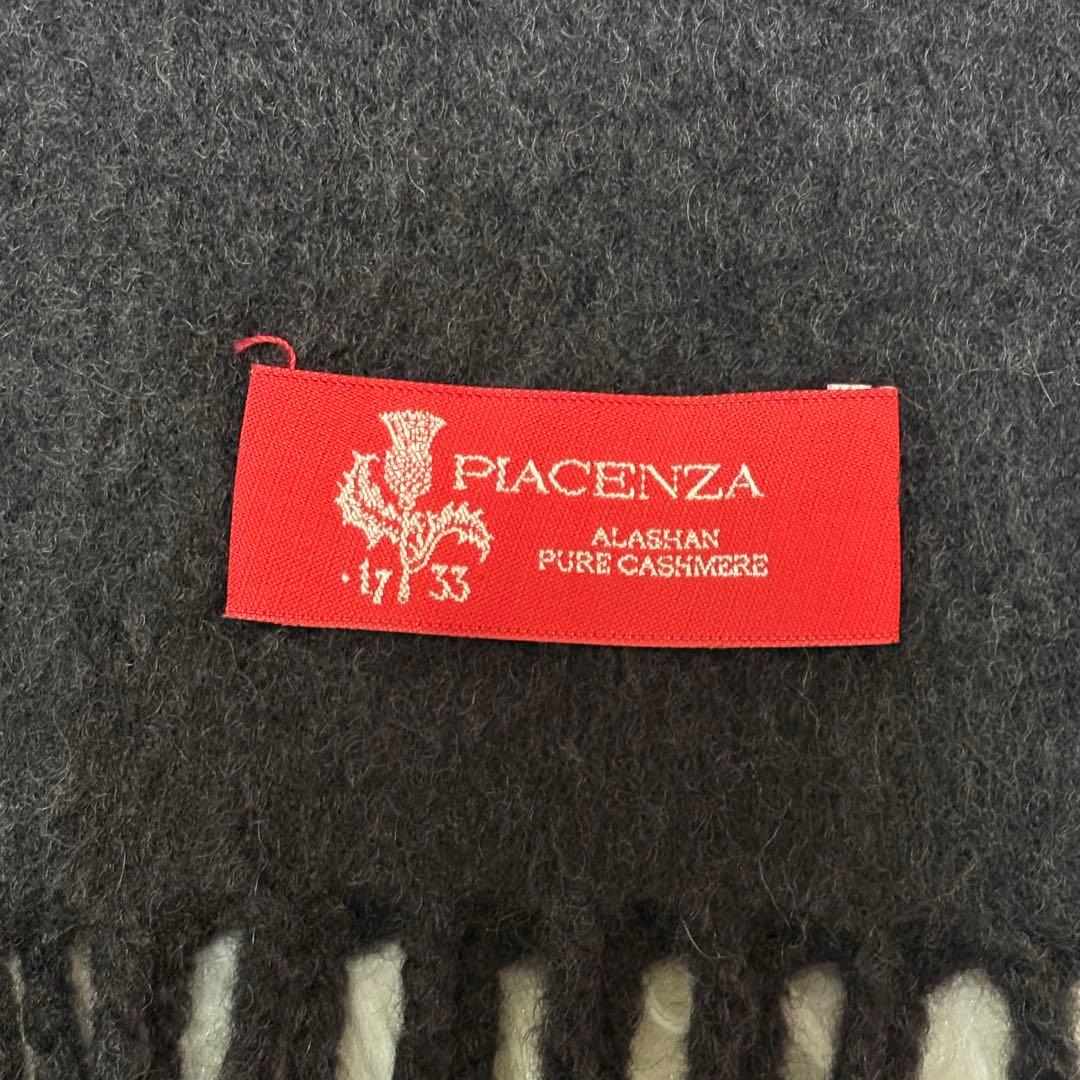 PIACENZA
ALASHAN
PURE CASHMERE
·17 33